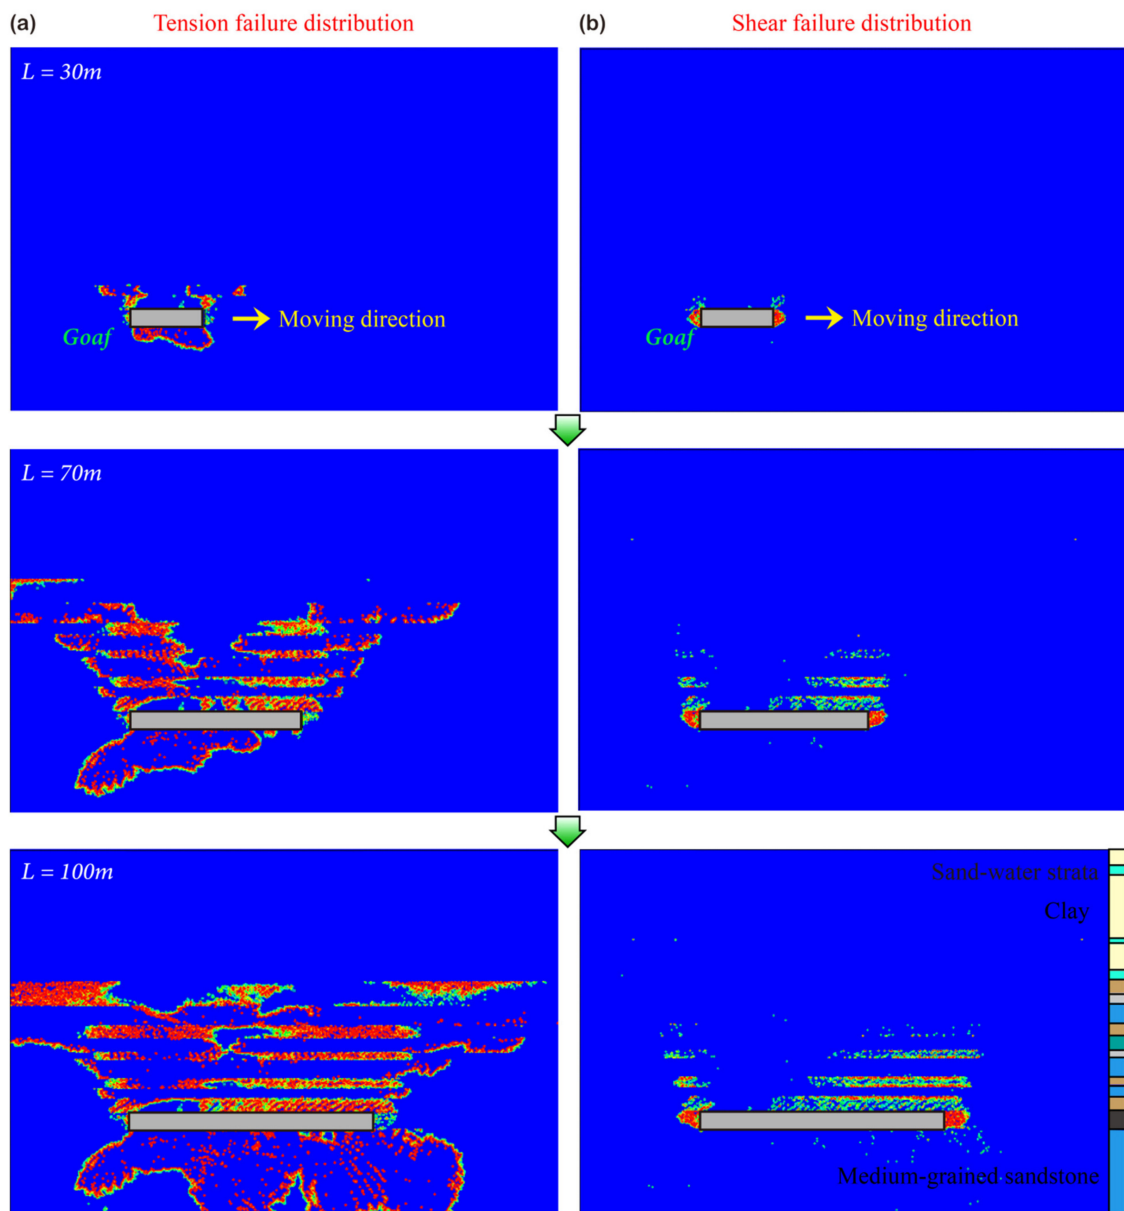 (a) Tension failure distribution
(b) Shear failure distribution
L = 30m
Goaf
Moving direction
Goaf
Moving direction
L = 70m
L = 100m
Sand-water strata
Clay
Medium-grained sandstone